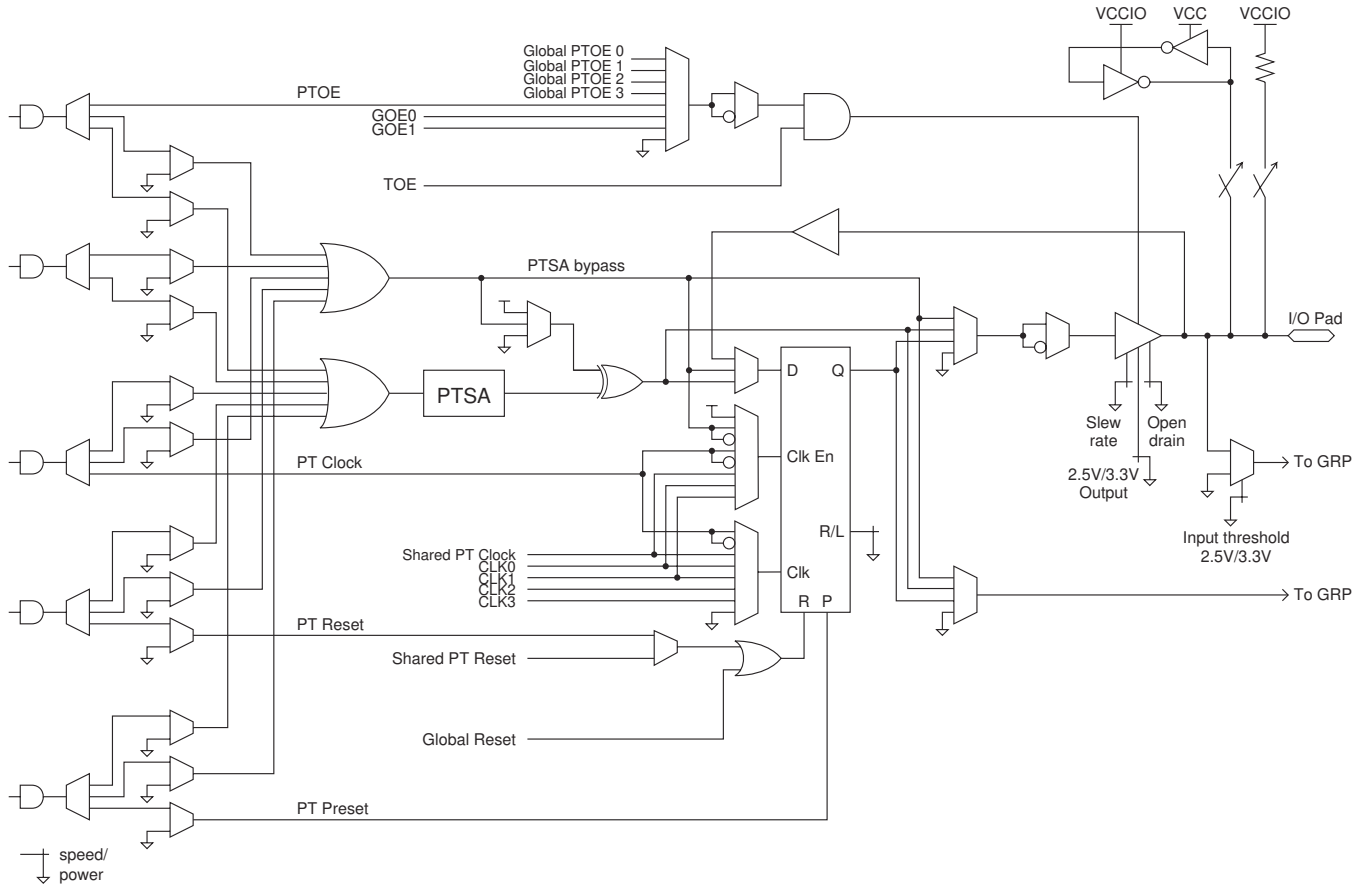 VCCIO
VCC
VCCIO
Global PTOE 0
Global PTOE 1
Global PTOE 2
Global PTOE 3
PTOE
GOE0
GOE1
TOE
PTSA bypass
I/O Pad
D
Q
PTSA
Slew
rate
Open
drain
Clk En
PT Clock
To GRP
2.5V/3.3V
Output
R/L
Input threshold
2.5V/3.3V
Shared PT Clock
CLK0
CLK1
CLK2
CLK3
Clk
To GRP
R
P
PT Reset
Shared PT Reset
Global Reset
PT Preset
speed/
power